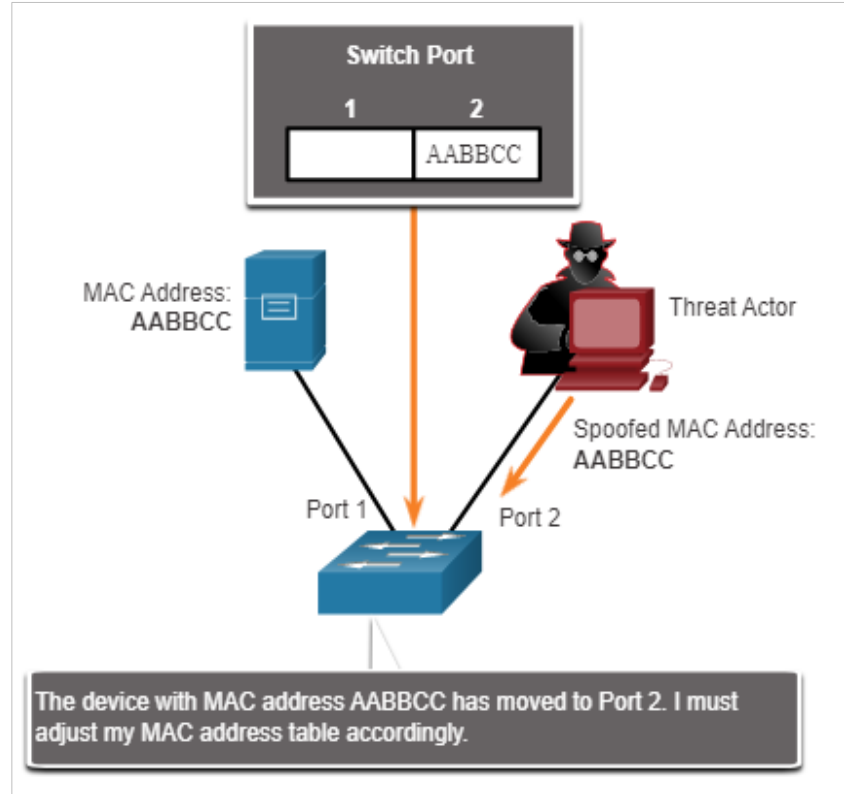 Switch Port
1 2
AABBCC
MAC Address:
AABBCC
Threat Actor
Spoofed MAC Address:
AABBCC
Port 1
Port 2
The device with MAC address AABBCC has moved to Port 2. I must
adjust my MAC address table accordingly.